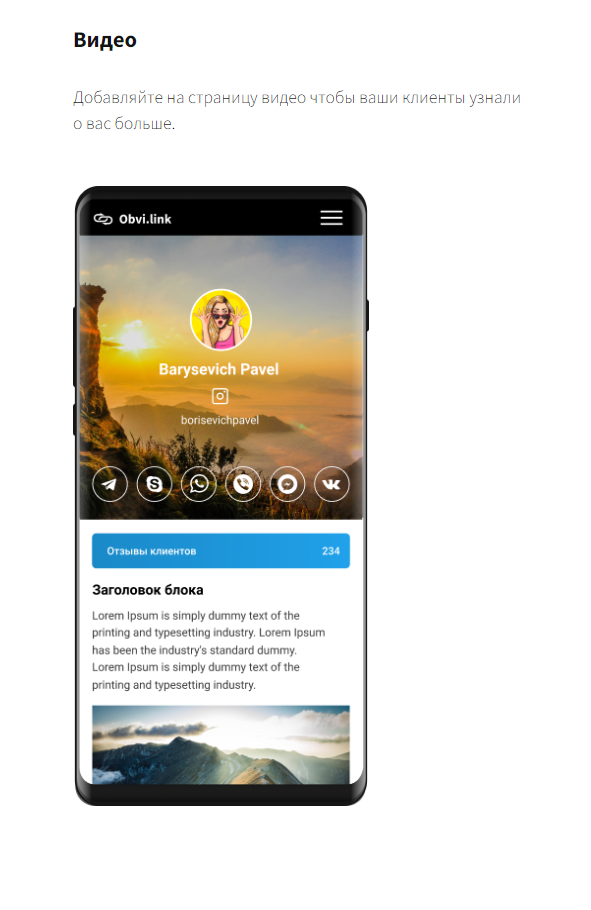 Видео
Добавляйте на страницу видео чтобы ваши клиенты узнали
о вас больше.
Obvi.link
Barysevich Pavel
borisevichpavel
Отзывы клиентов 234
Заголовок блока
Lorem Ipsum is simply dummy text of the
printing and typesetting industry. Lorem Ipsum
has been the industry's standard dummy.
Lorem Ipsum is simply dummy text of the
printing and typesetting industry.